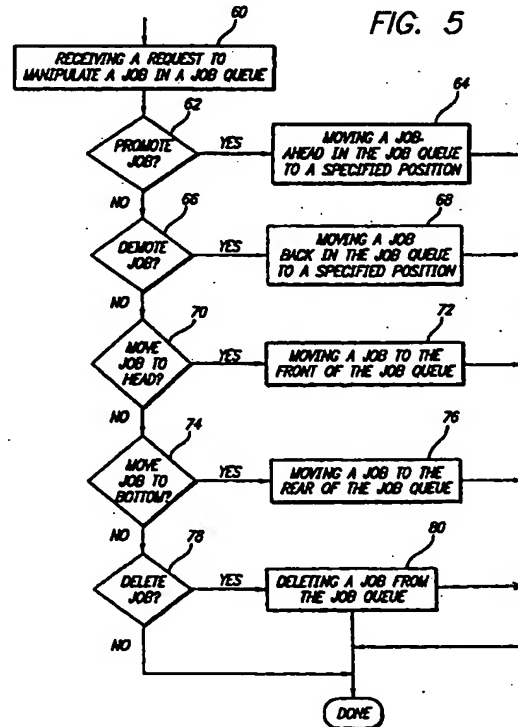 FIG. 5
60
RECEIVING A REQUEST TO
MANIPULATE A JOB IN A JOB QUEUE
62
PROMOTE
JOB?
YES
NO
64
MOVING A JOB
AHEAD IN THE JOB QUEUE
TO A SPECIFIED POSITION
66
DEMOTE
JOB?
YES
NO
68
MOVING A JOB
BACK IN THE JOB QUEUE
TO A SPECIFIED POSITION
70
MOVE
JOB TO
HEAD?
YES
NO
72
MOVING A JOB TO THE
FRONT OF THE JOB QUEUE
74
MOVE
JOB TO
BOTTOM?
YES
NO
76
MOVING A JOB TO THE
REAR OF THE JOB QUEUE
78
DELETE
JOB?
YES
NO
80
DELETING A JOB FROM
THE JOB QUEUE
DONE